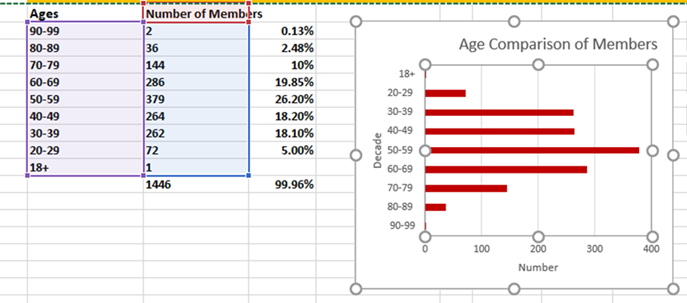 Ages Number of Members
90-99 2 0.13%
80-89 36 2.48%
70-79 144 10%
60-69 286 19.85%
50-59 379 26.20%
40-49 264 18.20%
30-39 262 18.10%
20-29 72 5.00%
18+ 1
1446 99.96%
Age Comparison of Members
Decade
18+
20-29
30-39
40-49
50-59
60-69
70-79
80-89
90-99
0 100 200 300 400
Number